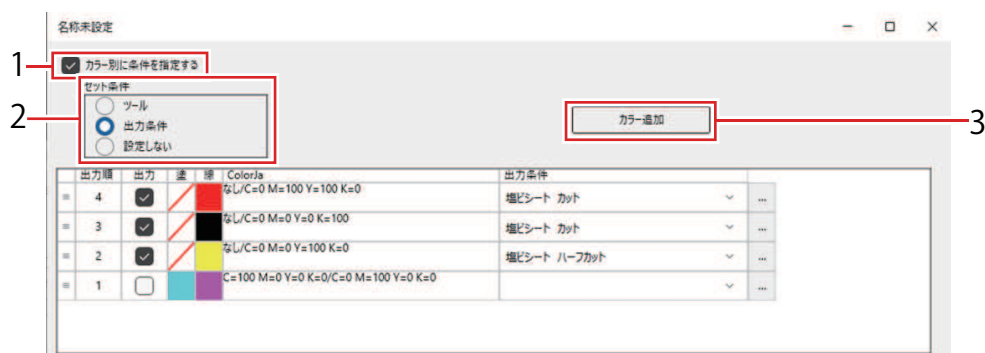 名称未設定
1
カラー別に条件を指定する
セット条件
2
ツール
出力条件
設定しない
カラー追加
3
出力順 出力 塗 線 ColorJa 出力条件
4 なし/C=0 M=100 Y=100 K=0 塩ビシート カット ...
3 なし/C=0 M=0 Y=0 K=100 塩ビシート カット ...
2 なし/C=0 M=0 Y=100 K=0 塩ビシート ハーフカット ...
1 C=100 M=0 Y=0 K=0/C=0 M=100 Y=0 K=0 ...